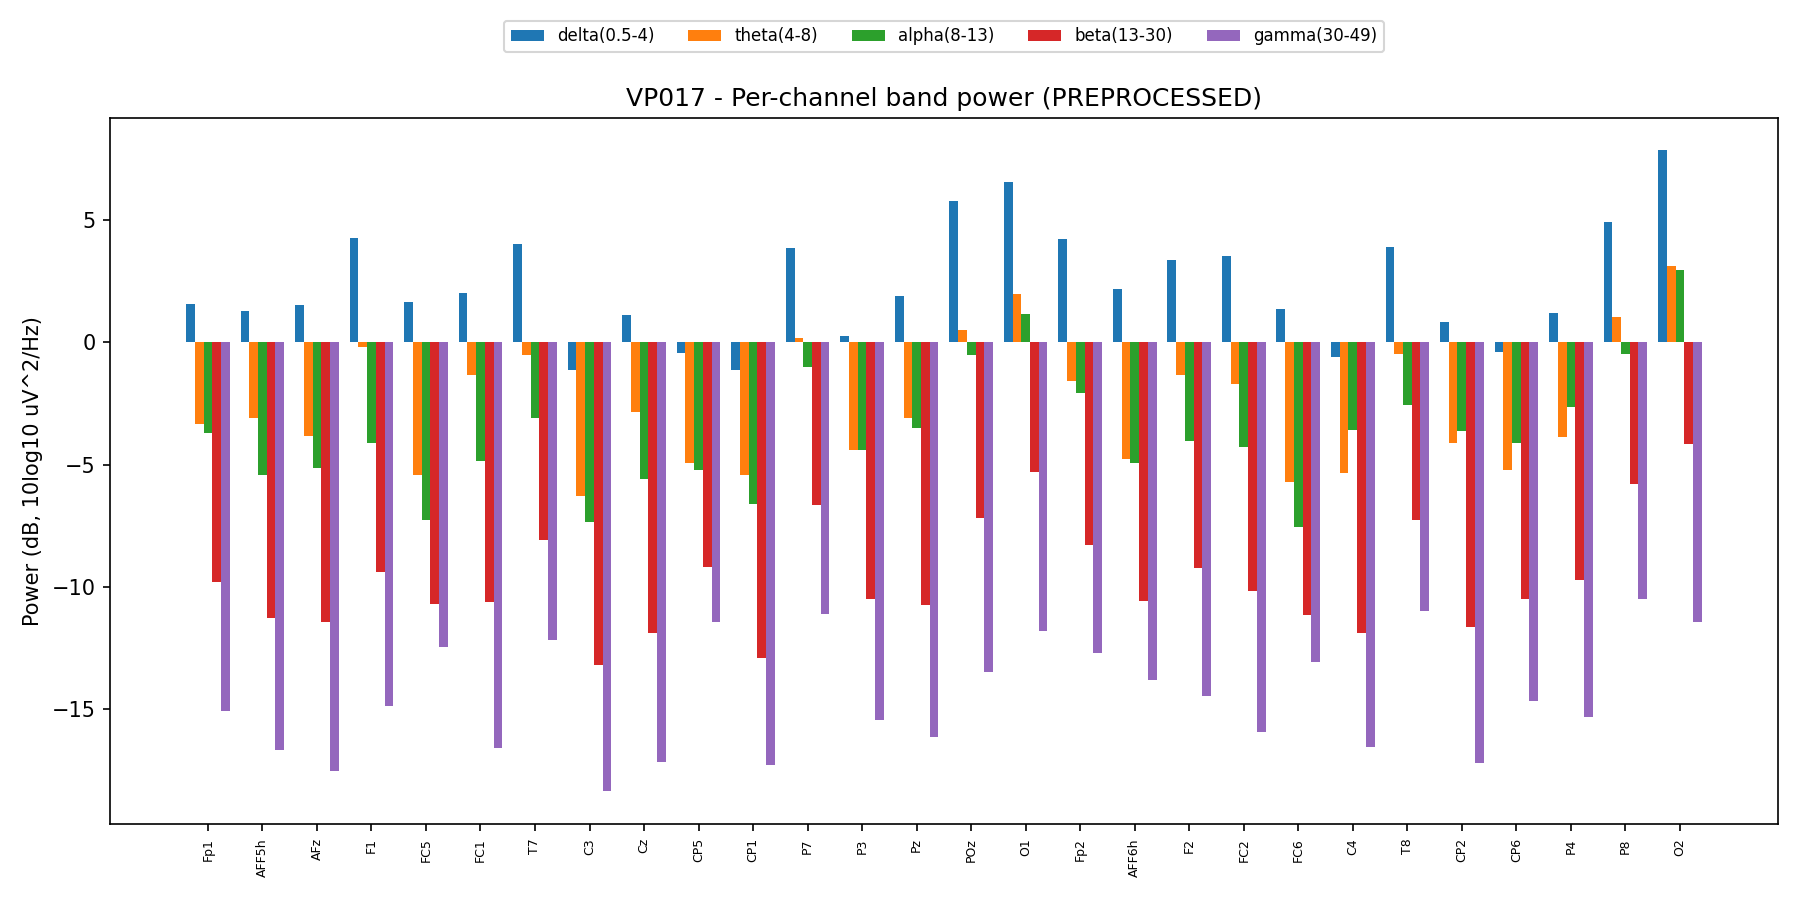 delta(0.5-4) theta(4-8) alpha(8-13) beta(13-30) gamma(30-49)
VP017 - Per-channel band power (PREPROCESSED)
Power (dB, 10log10 uV^2/Hz)
5
0
−5
−10
−15
Fp1 AFF5h AFz F1 FC5 FC1 T7 C3 Cz CP5 CP1 P7 P3 Pz POz O1 Fp2 AFF6h F2 FC2 FC6 C4 T8 CP2 CP6 P4 P8 O2